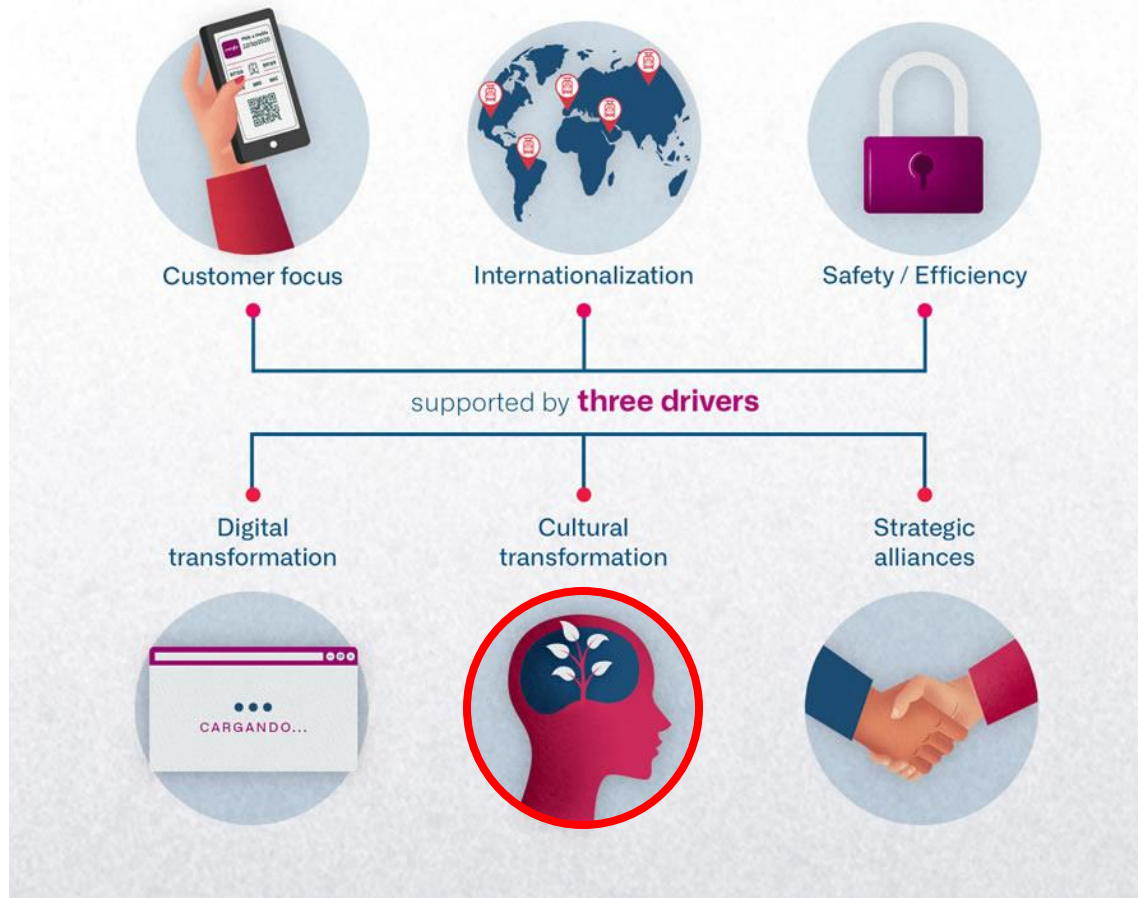 Customer focus
Internationalization
Safety / Efficiency
supported by three drivers
Digital
transformation
Cultural
transformation
Strategic
alliances
CARGANDO...